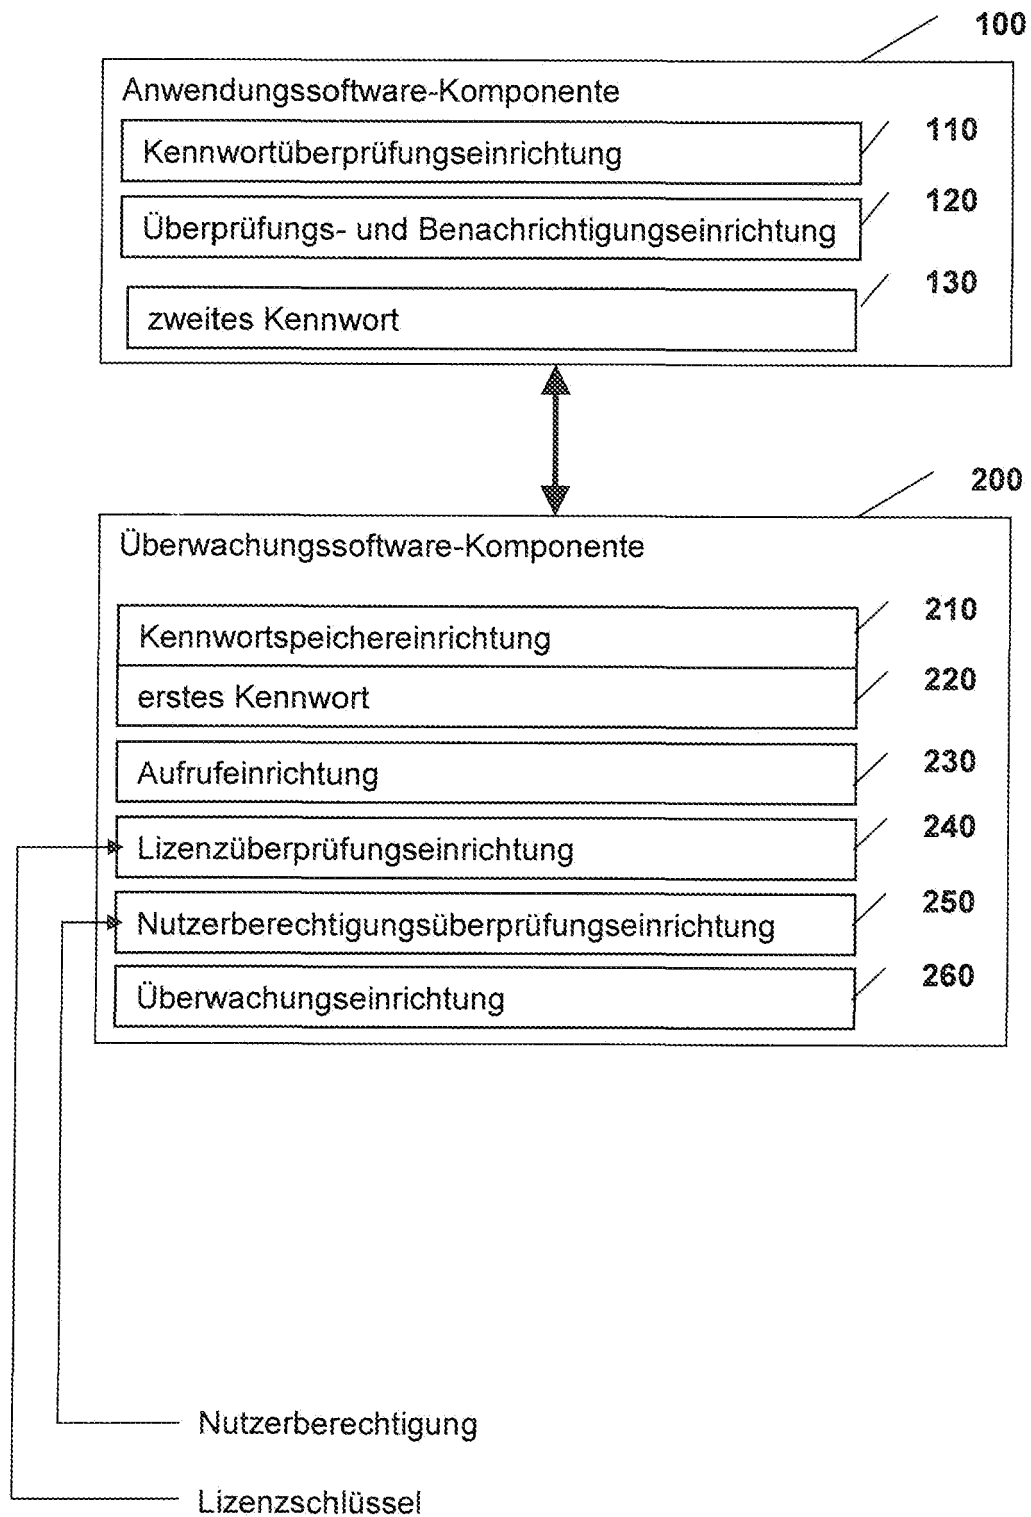 100
Anwendungssoftware-Komponente
110
Kennwortüberprüfungseinrichtung
120
Überprüfungs- und Benachrichtigungseinrichtung
130
zweites Kennwort
200
Überwachungssoftware-Komponente
210
Kennwortspeichereinrichtung
220
erstes Kennwort
230
Aufrufeinrichtung
240
Lizenzüberprüfungseinrichtung
250
Nutzerberechtigungsüberprüfungseinrichtung
260
Überwachungseinrichtung
Nutzerberechtigung
Lizenzschlüssel